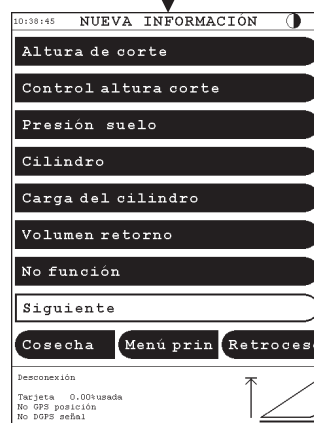 10:38:45 NUEVA INFORMACIÓN
Altura de corte
Control altura corte
Presión suelo
Cilindro
Carga del cilindro
Volumen retorno
No función
Siguiente
Cosecha Menú prin Retroces
Desconexión
Tarjeta 0.00%usada
No GPS posición
No DGPS señal